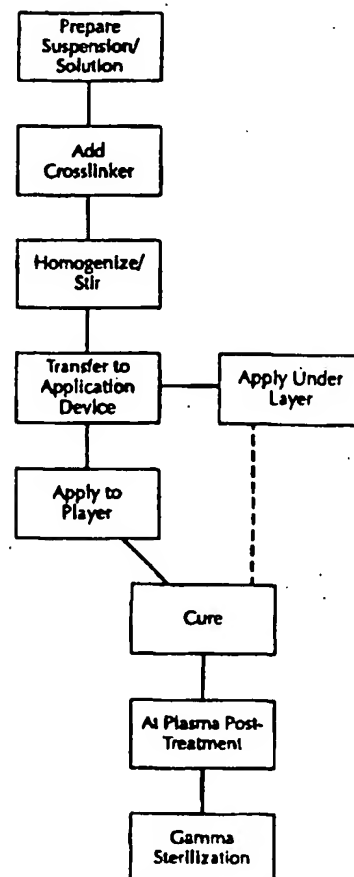 Prepare
Suspension/
Solution
Add
Crosslinker
Homogenize/
Stir
Transfer to
Application
Device
Apply Under
Layer
Apply to
Player
Cure
At Plasma Post-
Treatment
Gamma
Sterilization